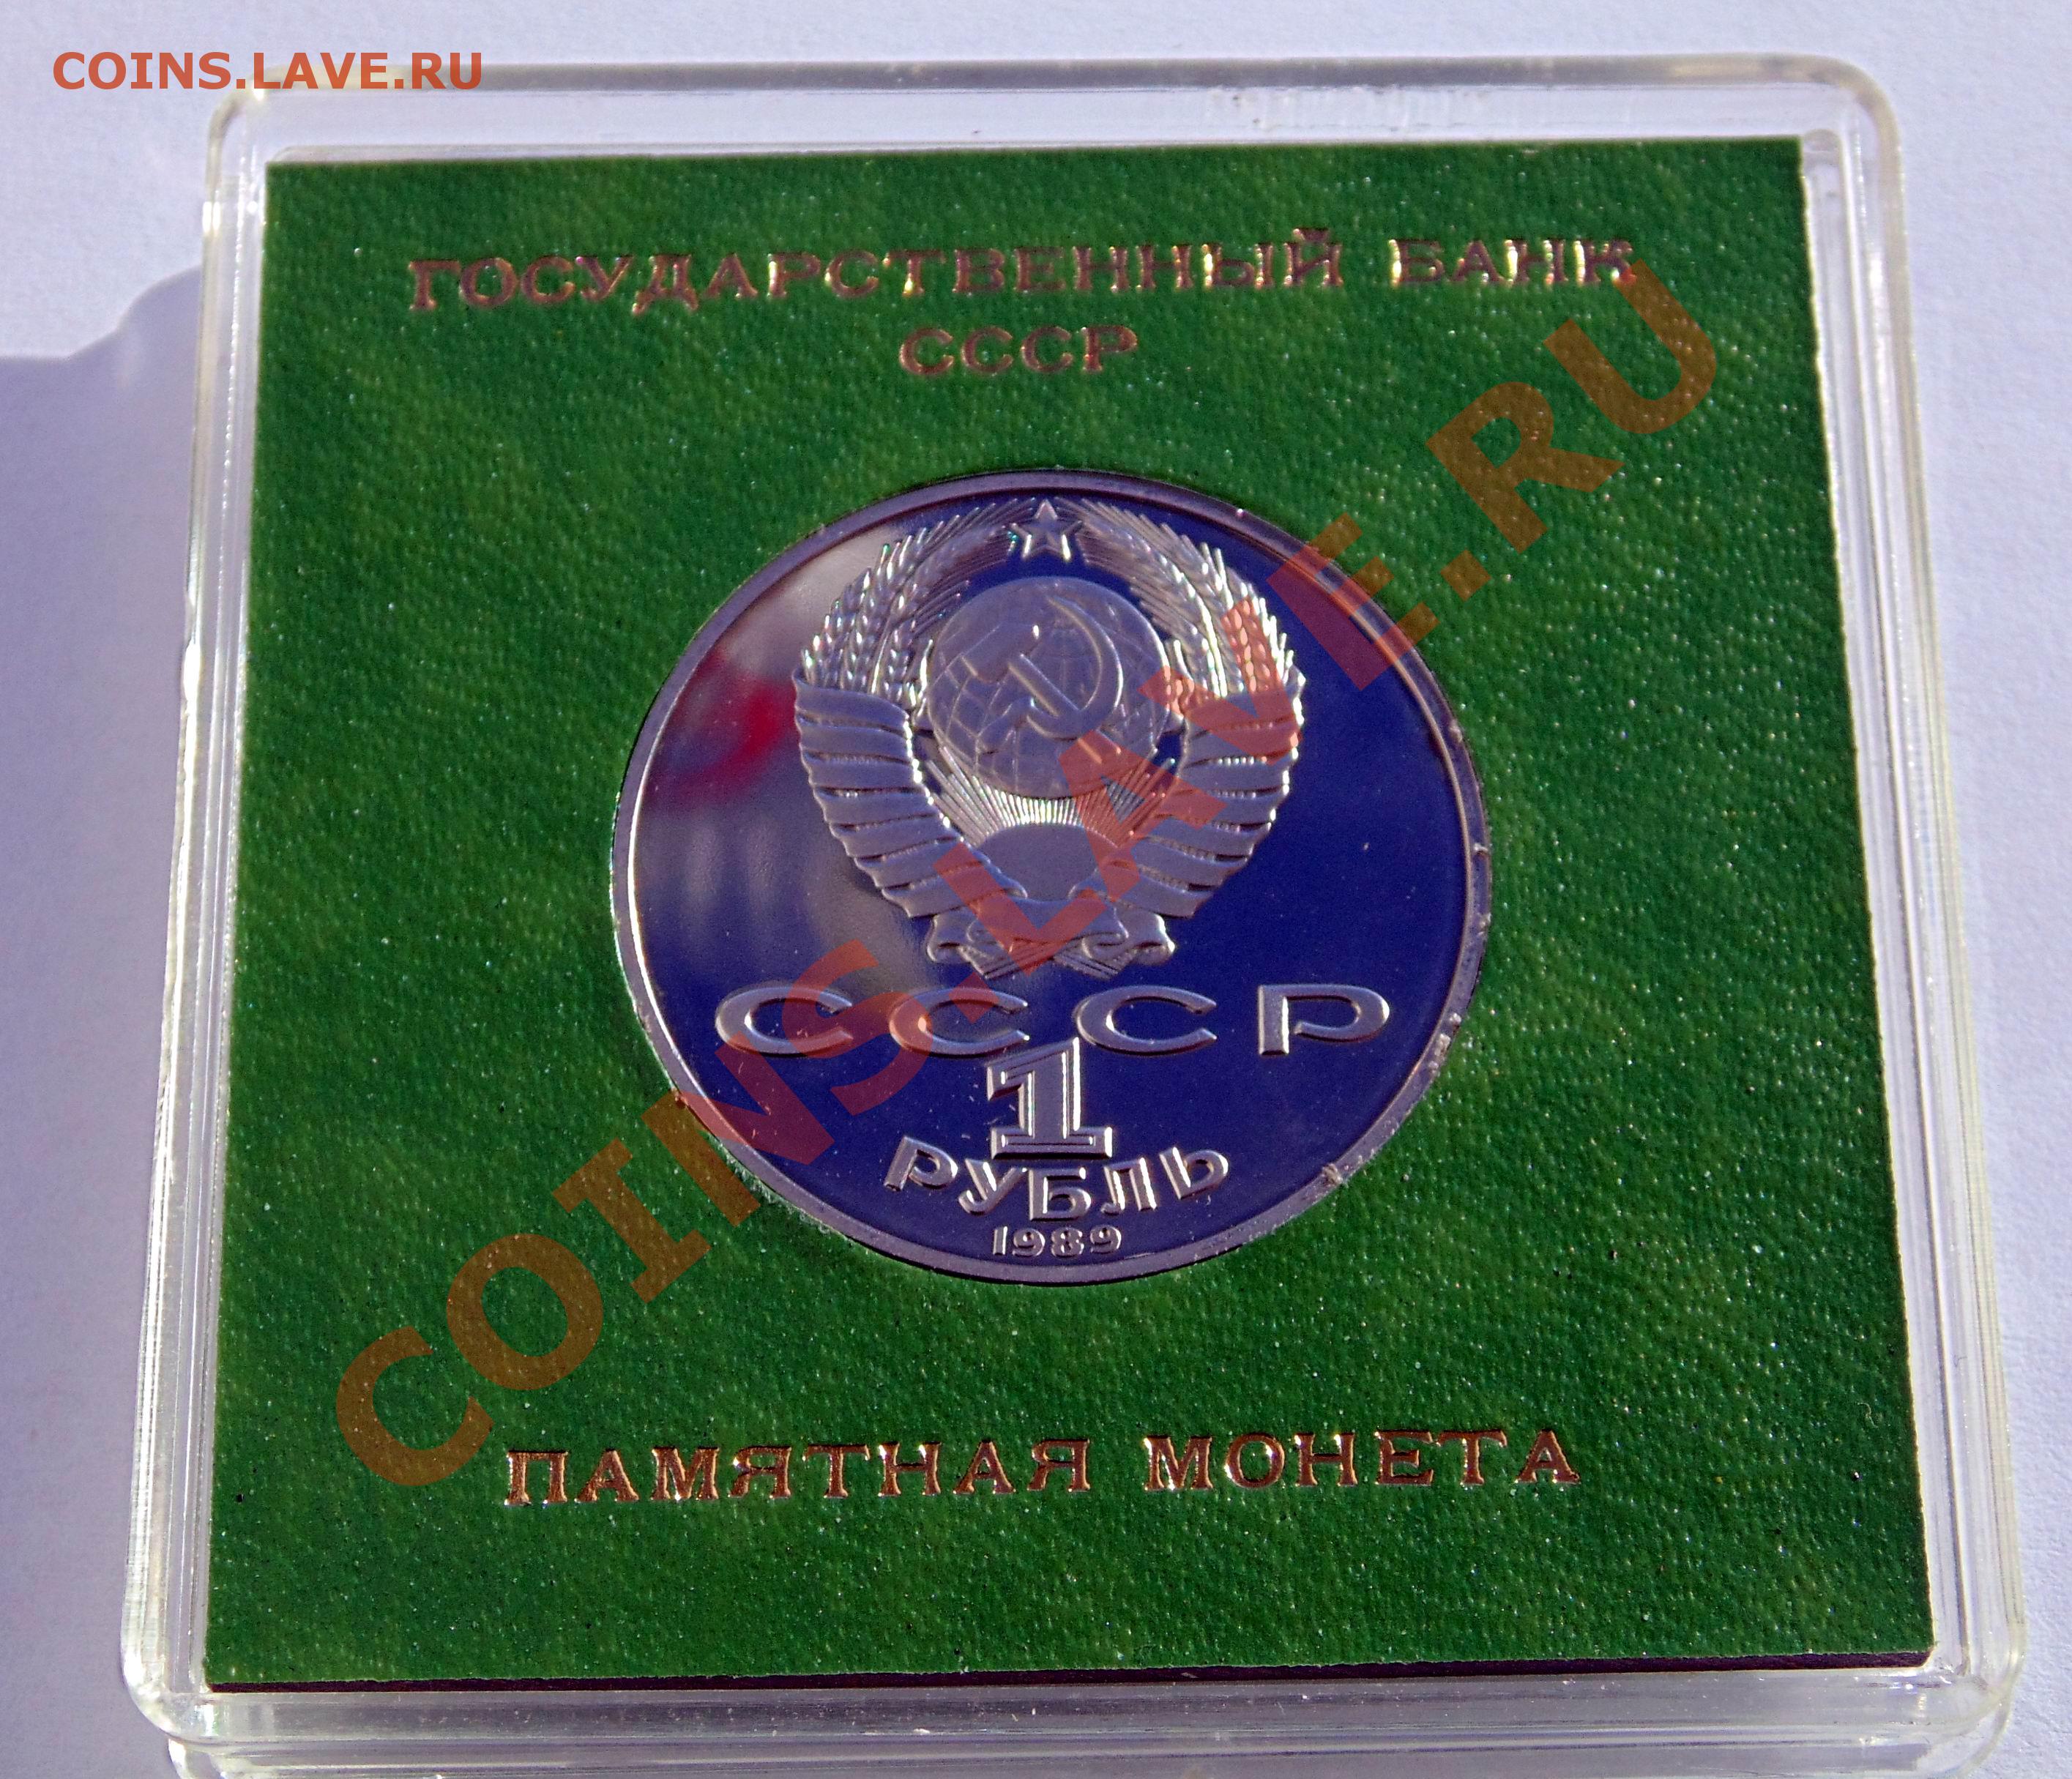 COINS.LAVE.RU
ГОСУДАРСТВЕННЫЙ БАНК
СССР
COINS.LAVE.RU
СССР
1
РУБЛЬ
1989
ПАМЯТНАЯ МОНЕТА